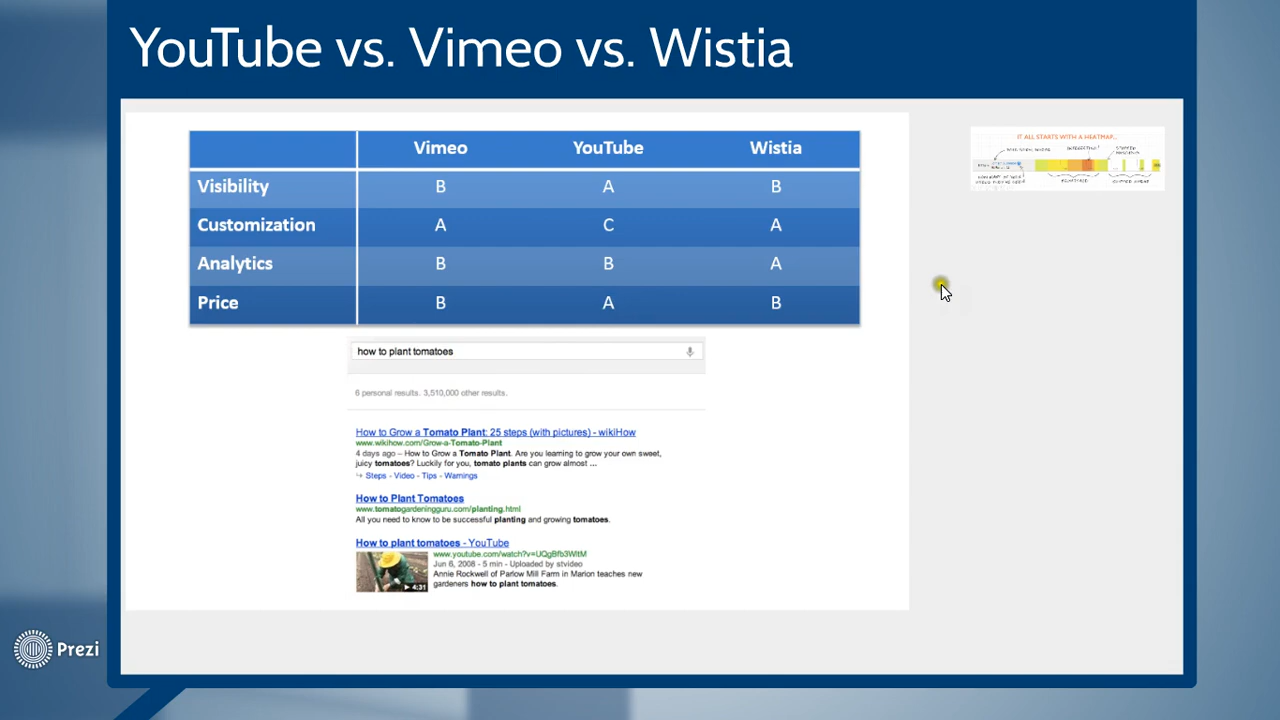 YouTube vs. Vimeo vs. Wistia
Vimeo YouTube Wistia
Visibility B A B
Customization A C A
Analytics B B A
Price B A B
IT ALL STARTS WITH A HEATMAP...
how to plant tomatoes
6 personal results. 3,510,000 other results.
How to Grow a Tomato Plant: 25 steps (with pictures) - wikiHow
www.wikihow.com/Grow-a-Tomato-Plant
4 days ago – How to Grow a Tomato Plant. Are you learning to grow your own sweet,
juicy tomatoes? Luckily for you, tomato plants can grow almost ...
Steps - Video - Tips - Warnings
How to Plant Tomatoes
www.tomatogardeningguru.com/planting.html
All you need to know to be successful planting and growing tomatoes.
How to plant tomatoes - YouTube
www.youtube.com/watch?v=UQgBfb3WltM
Jun 6, 2008 - 5 min - Uploaded by stvideo
Annie Rockwel of Parlow Mill Farm in Marion teaches new
gardeners how to plant tomatoes.
4:31
Prezi